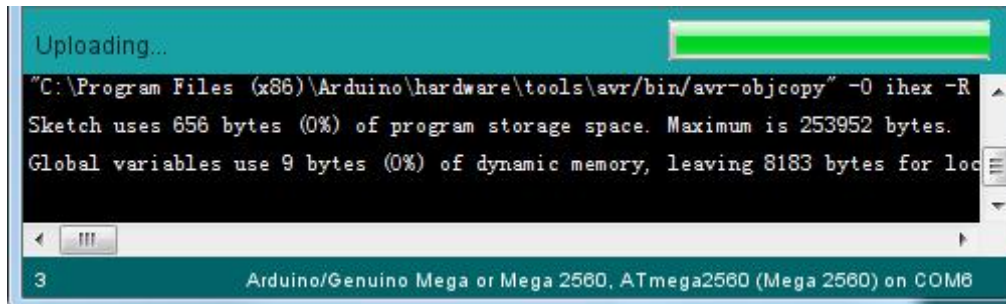 Uploading...
"C:\Program Files (x86)\Arduino\hardware\tools\avr/bin/avr-objcopy" -O ihex -R
Sketch uses 656 bytes (0%) of program storage space. Maximum is 253952 bytes.
Global variables use 9 bytes (0%) of dynamic memory, leaving 8183 bytes for loc
3 Arduino/Genuino Mega or Mega 2560, ATmega2560 (Mega 2560) on COM6